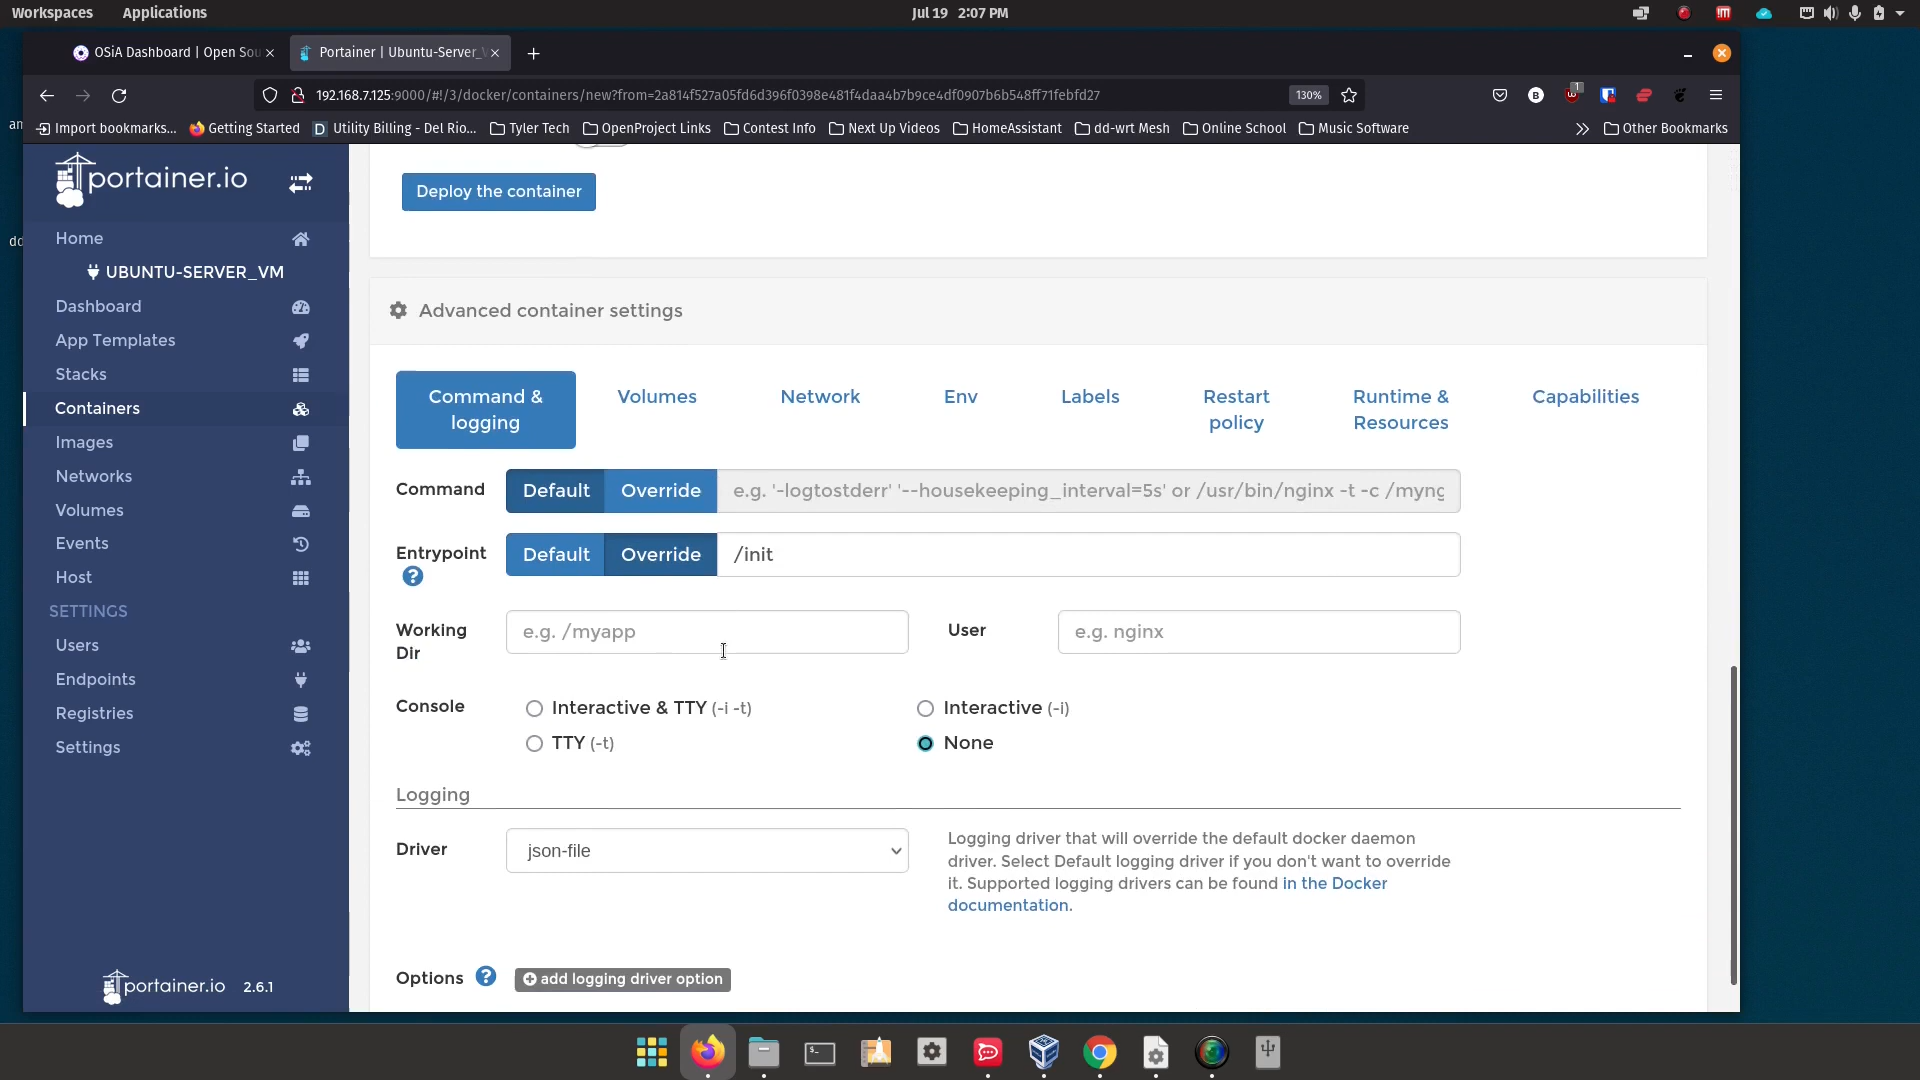 Workspaces Applications Jul 19 2:07 PM
OSiA Dashboard | Open Sou
Portainer | Ubuntu-Server_V
192.168.7.125:9000/#!/3/docker/containers/new?from=2a814f527a05fd6d396f0398e481f4daa4b7b9ce4df0907b6b548ff71febfd27 130% 1
Import bookmarks... Getting Started Utility Billing - Del Rio... Tyler Tech OpenProject Links Contest Info Next Up Videos HomeAssistant dd-wrt Mesh Online School Music Software Other Bookmarks
an
dd
portainer.io
Home
UBUNTU-SERVER_VM
Dashboard
App Templates
Stacks
Containers
Images
Networks
Volumes
Events
Host
SETTINGS
Users
Endpoints
Registries
Settings
portainer.io 2.6.1
Deploy the container
Advanced container settings
Command & logging
Volumes
Network
Env
Labels
Restart policy
Runtime & Resources
Capabilities
Command Default Override e.g. '-logtostderr' '--housekeeping_interval=5s' or /usr/bin/nginx -t -c /myng
Entrypoint Default Override /init
Working Dir e.g. /myapp User e.g. nginx
Console Interactive & TTY (-i -t) Interactive (-i)
TTY (-t) None
Logging
Driver json-file
Logging driver that will override the default docker daemon
driver. Select Default logging driver if you don't want to override
it. Supported logging drivers can be found in the Docker
documentation.
Options add logging driver option